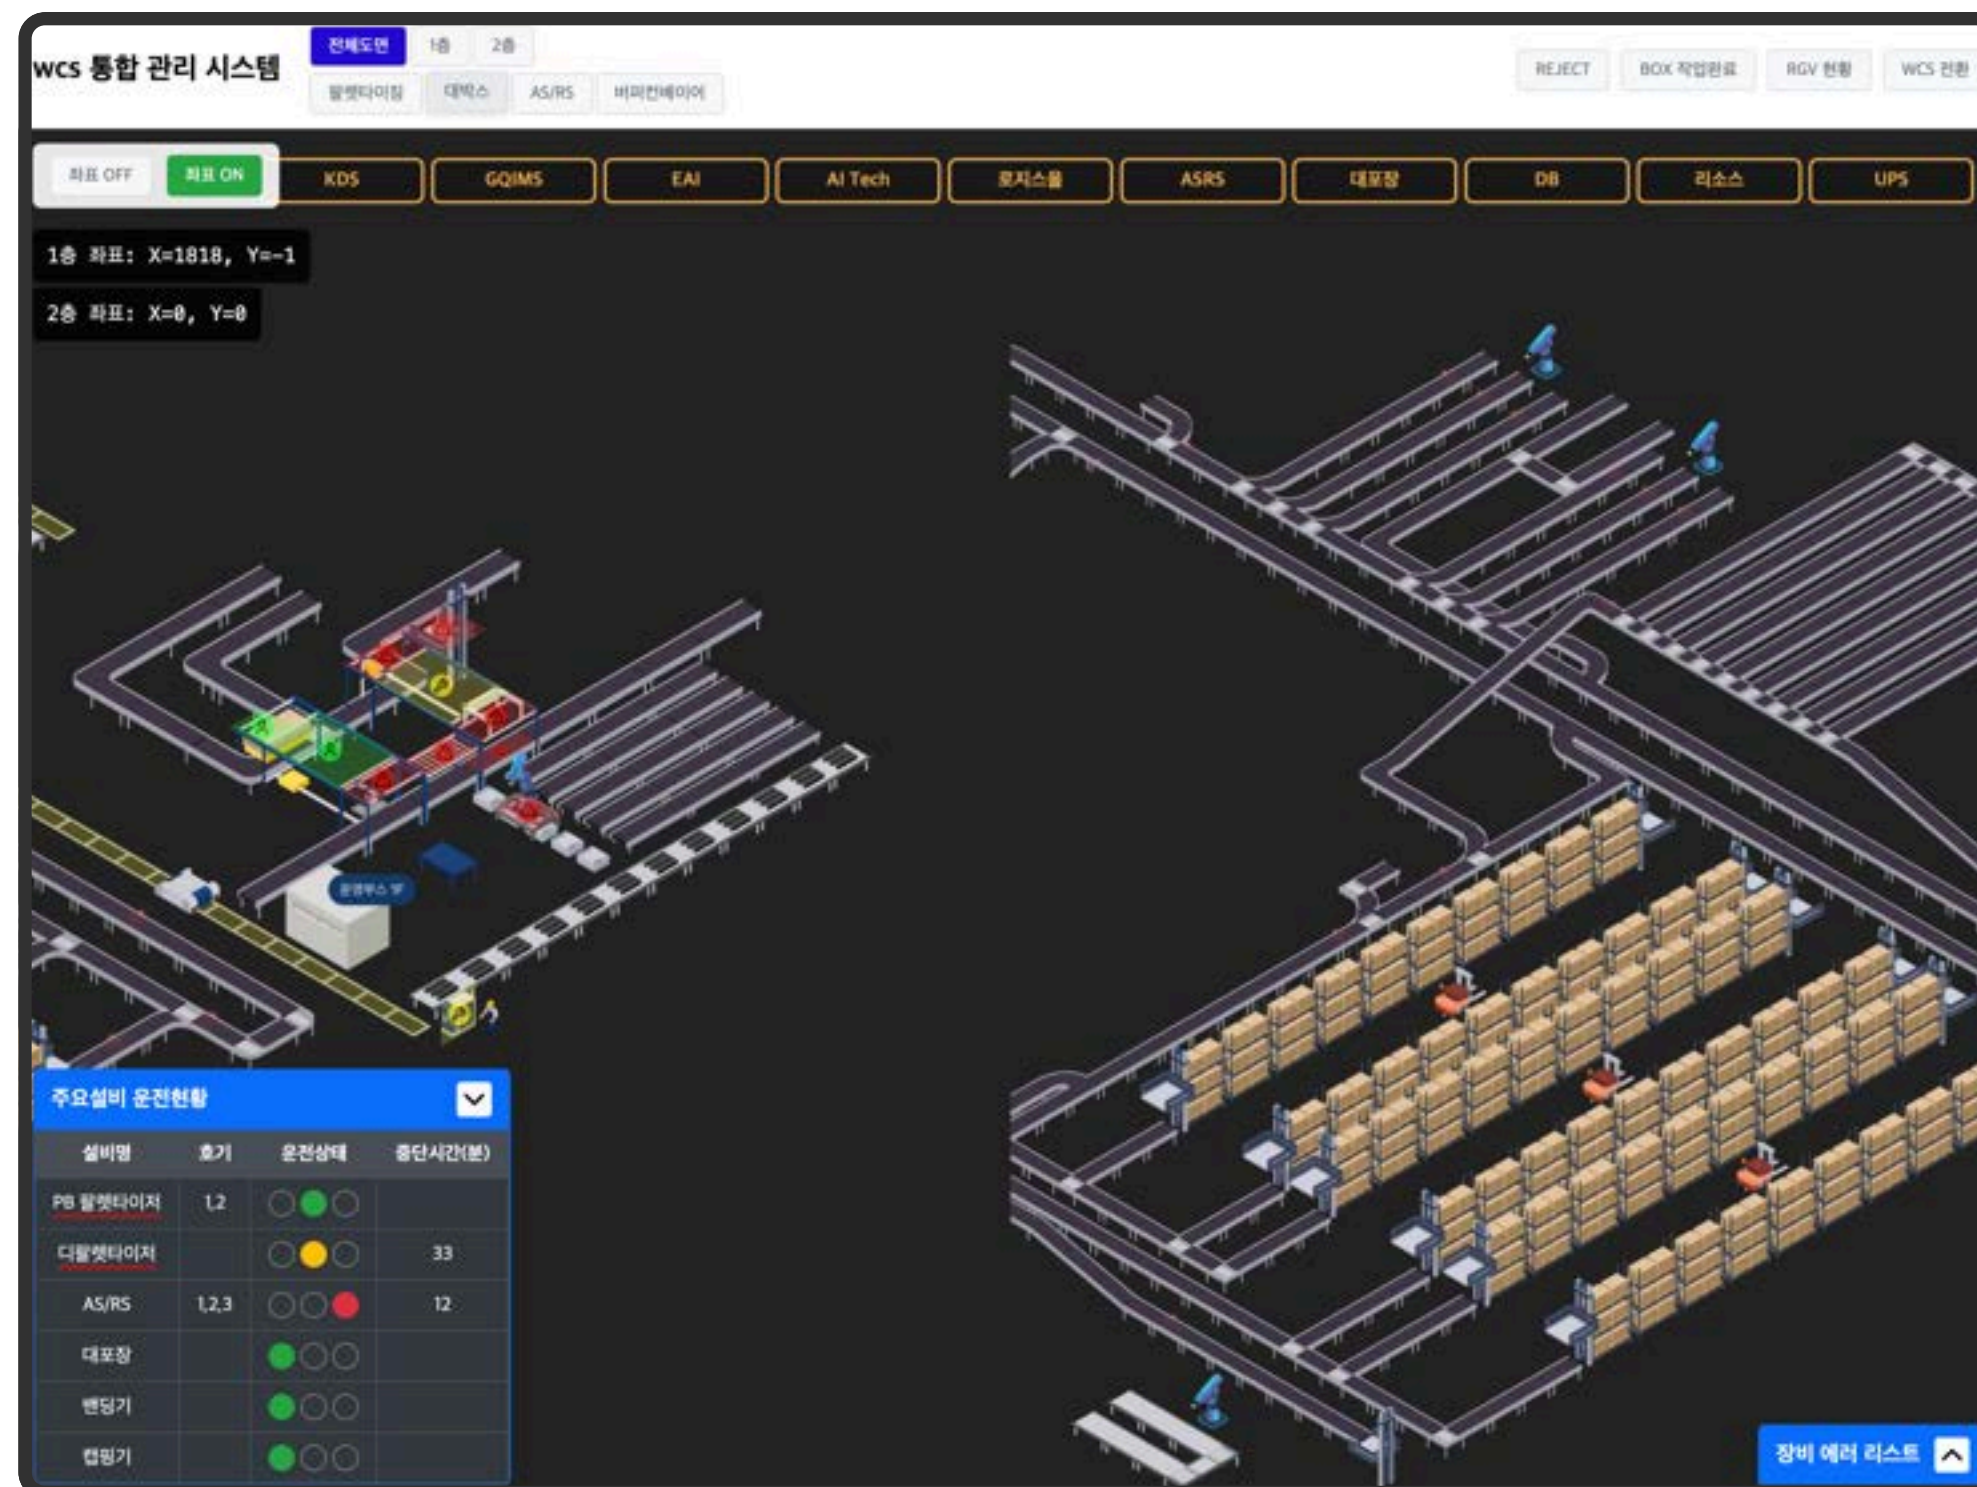 wcs 통합 관리 시스템
전체도면 1층 2층
팔렛타이징 대박스 AS/RS 버퍼컨베이어
REJECT BOX 작업완료 RGV 현황 WCS 전환
좌표 OFF 좌표 ON KDS GQIMS EAI AI Tech 로지스올 ASRS 대포장 DB 리소스 UPS
1층 좌표: X=1818, Y=-1
2층 좌표: X=0, Y=0
주요설비 운전현황
설비명 호기 운전상태 중단시간(분)
PB 팔렛타이저 1,2
디팔렛타이저 33
AS/RS 1,2,3 12
대포장
밴딩기
캡핑기
장비 에러 리스트